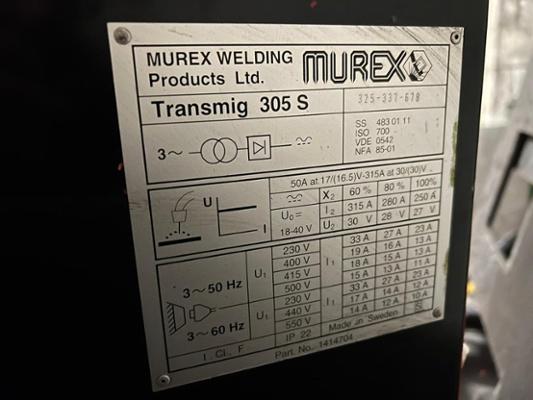 MUREX WELDING
Products Ltd.
MUREX
Transmig 305 S
325-337-678
3~
SS 483 01 11
ISO 700
VDE 0542
NFA 85-01
50A at 17/(16.5)V-315A at 30/(30)V
U
I
X2 60 % 80 % 100%
U0= I2 315 A 280 A 250 A
18-40 V U2 30 V 28 V 27 V
3~50 Hz U1 I1
230 V 33 A 27 A 23 A
400 V 19 A 16 A 13 A
415 V 18 A 15 A 13 A
500 V 15 A 13 A 11 A
3~60 Hz U1 I1
230 V 33 A 27 A 23 A
440 V 17 A 14 A 12 A
550 V 14 A 12 A 10 A
I. Cl. F IP 22 Made in Sweden S
Part. No. 1414704